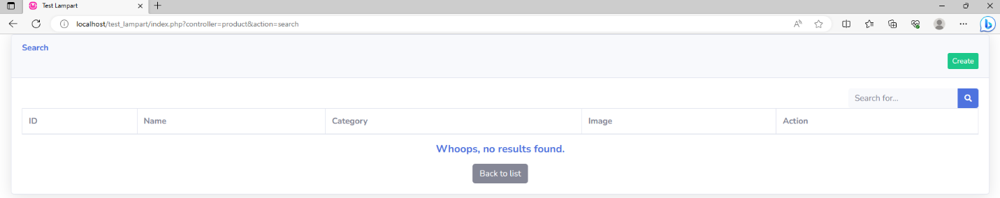 Test Lampart
localhost/test_lampart/index.php?controller=product&action=search
Search
Create
Search for...
ID Name Category Image Action
Whoops, no results found.
Back to list